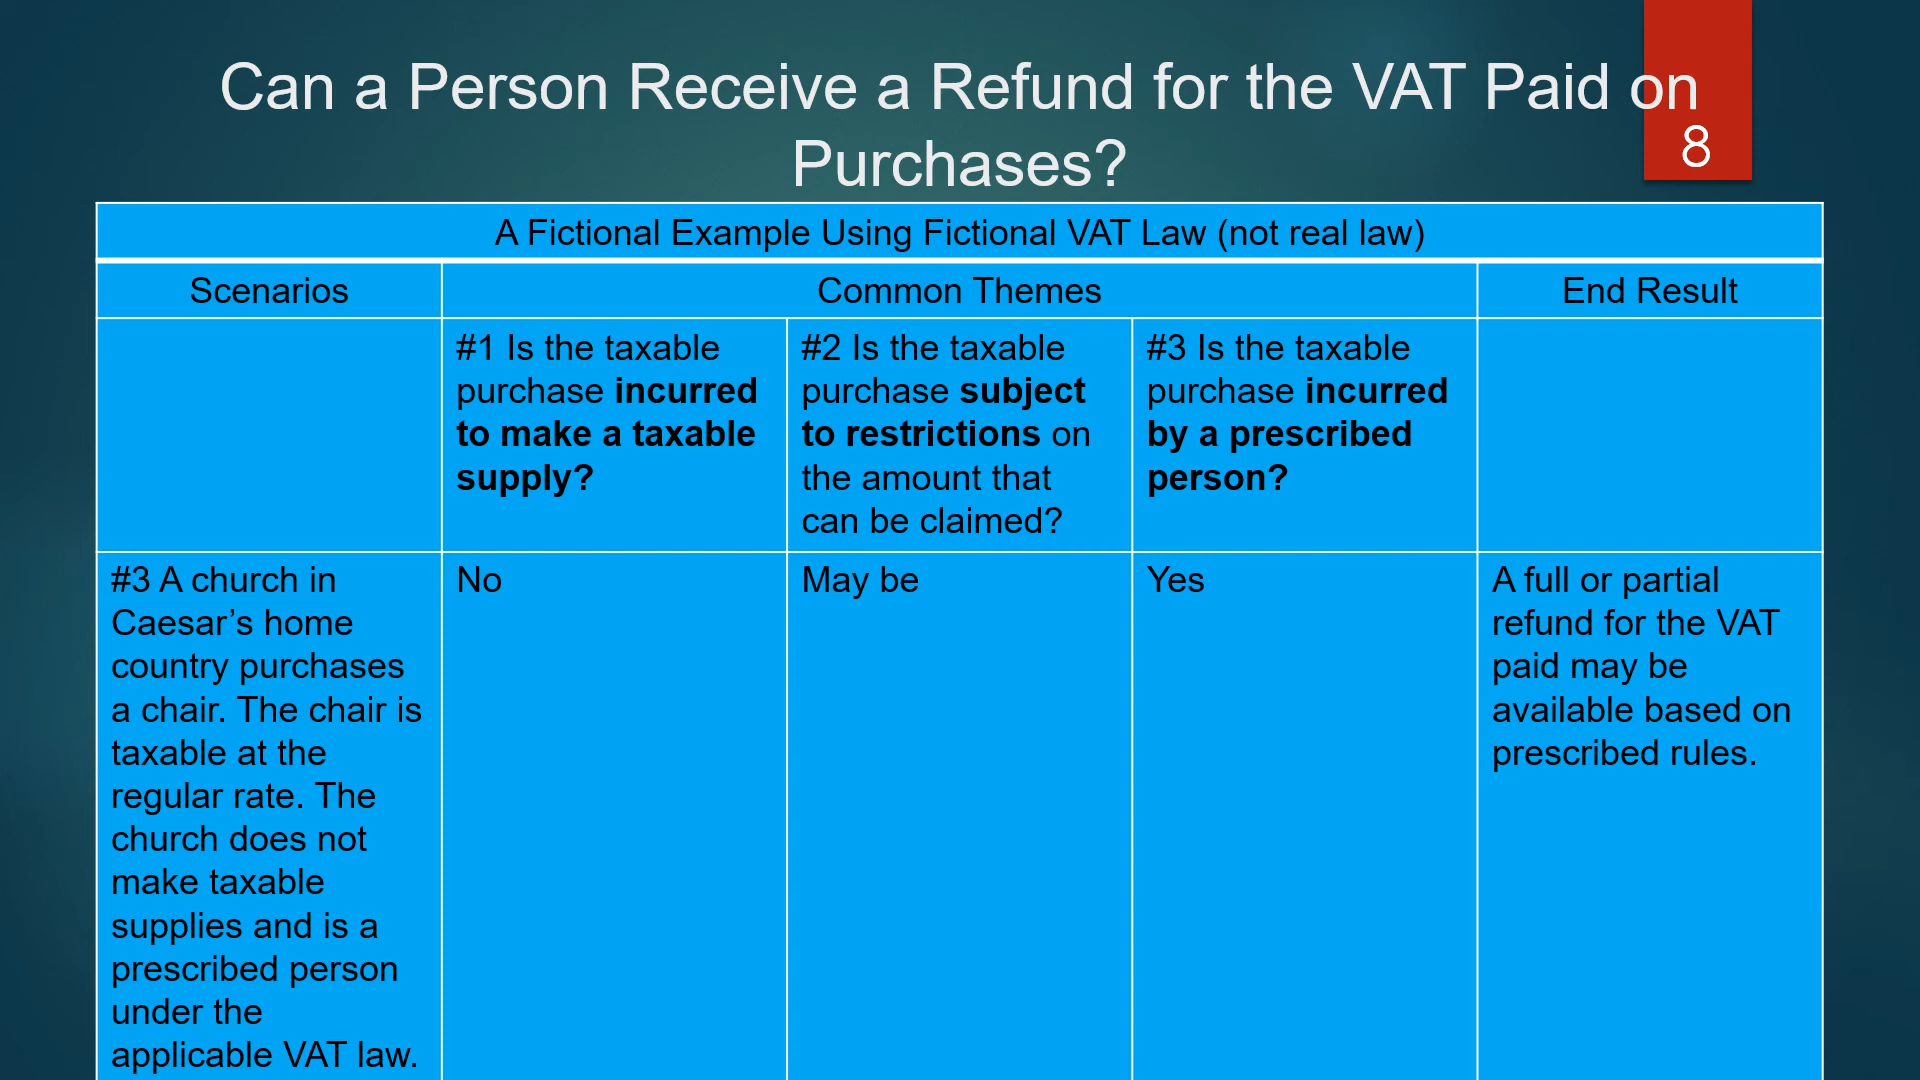 Can a Person Receive a Refund for the VAT Paid on
Purchases?
8
A Fictional Example Using Fictional VAT Law (not real law)
Scenarios
Common Themes
End Result
#1 Is the taxable
purchase incurred
to make a taxable
supply?
#2 Is the taxable
purchase subject
to restrictions on
the amount that
can be claimed?
#3 Is the taxable
purchase incurred
by a prescribed
person?
#3 A church in
Caesar’s home
country purchases
a chair. The chair is
taxable at the
regular rate. The
church does not
make taxable
supplies and is a
prescribed person
under the
applicable VAT law.
No
May be
Yes
A full or partial
refund for the VAT
paid may be
available based on
prescribed rules.